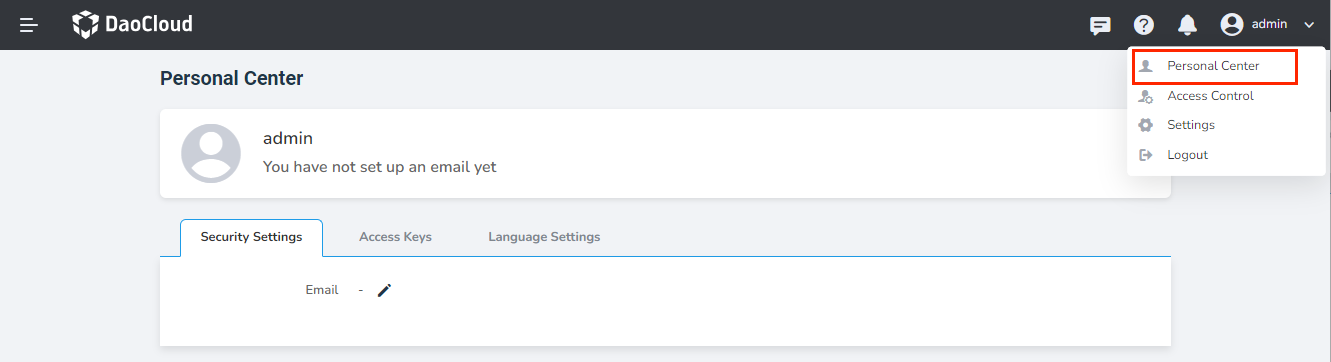 DaoCloud
admin
Personal Center
Access Control
Settings
Logout
Personal Center
admin
You have not set up an email yet
Security Settings
Access Keys
Language Settings
Email -